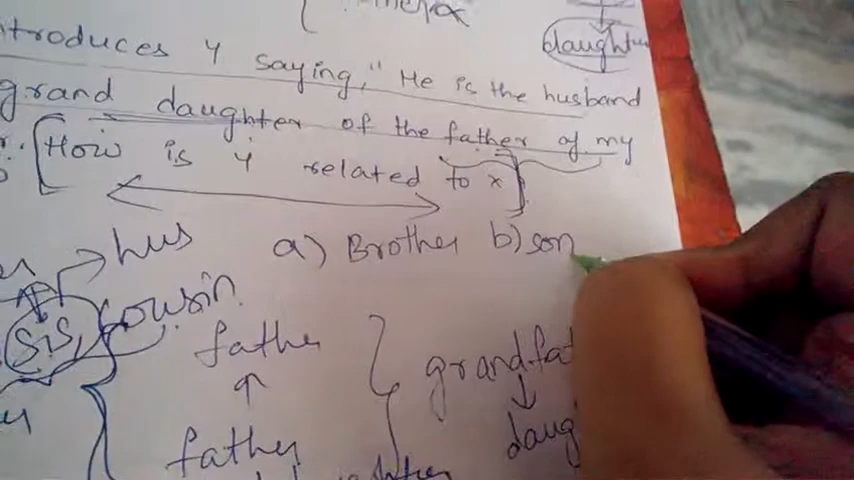 introduces Y saying," He is the husband
grand daughter of the father of my
How is Y related to x
a) Brother b) son
hus
Sis, cousin
father
grandfat
father
daug
daughter